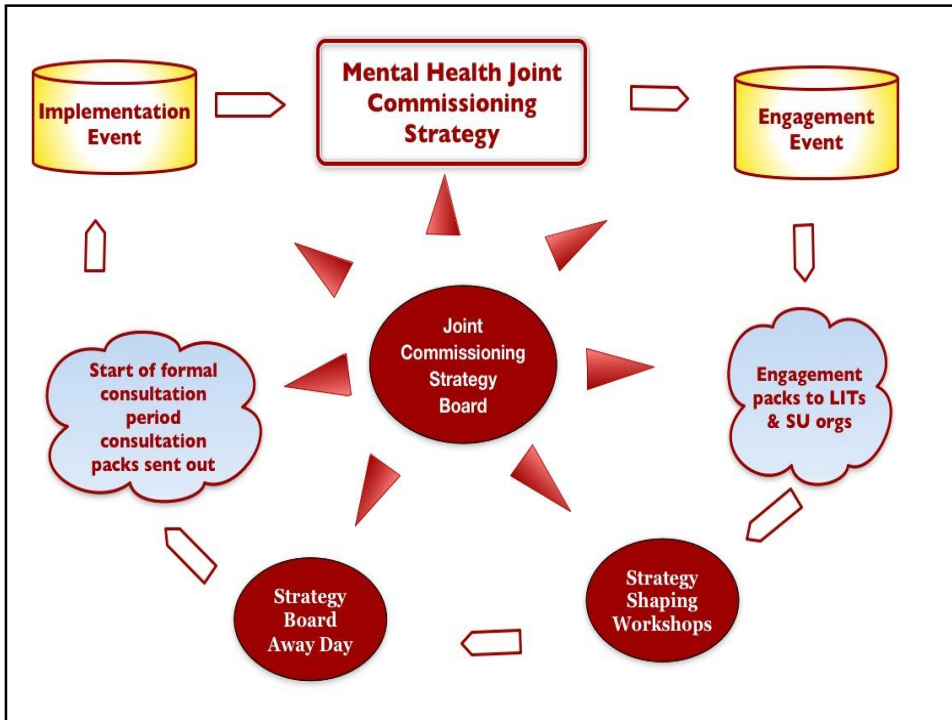 Mental Health Joint
Commissioning
Strategy
Implementation
Event
Engagement
Event
Joint
Commissioning
Strategy
Board
Start of formal
consultation
period
consultation
packs sent out
Engagement
packs to LITs
& SU orgs
Strategy
Board
Away Day
Strategy
Shaping
Workshops